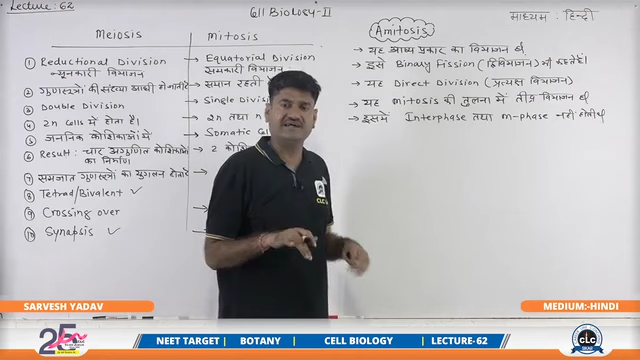 Lecture: 62
G11 Biology-II
माध्यम : हिन्दी
Meiosis
Mitosis
① Reductional Division
न्यूनकारी विभाजन
② गुणसूत्रों की संख्या आधी हो जाती है
③ Double Division
④ 2n Cells में होता है।
⑤ जननिक कोशिकाओं में
⑥ Result: चार अगुणित कोशिकाओं
का निर्माण
⑦ समजात गुणसूत्रों का युग्मन होता है
⑧ Tetrad/Bivalent ✓
⑨ Crossing over
⑩ Synapsis ✓
→ Equatorial Division
समकारी विभाजन
→ समान रहती
→ Single Divisi
→ 2n तथा n
→ Somatic C
→ 2 कोशि
Amitosis
→ यह प्रकार का विभाजन है।
→ इसे Binary Fission (द्विविभाजन) भी कहते हैं।
→ यह Direct Division (प्रत्यक्ष विभाजन)
→ यह mitosis की तुलना में तीव्र विभाजन है।
→ इसमें Interphase तथा m-phase नहीं होती है।
CLC
SARVESH YADAV
MEDIUM:-HINDI
25
NEET TARGET
BOTANY
CELL BIOLOGY
LECTURE-62
CLC
SIKAR